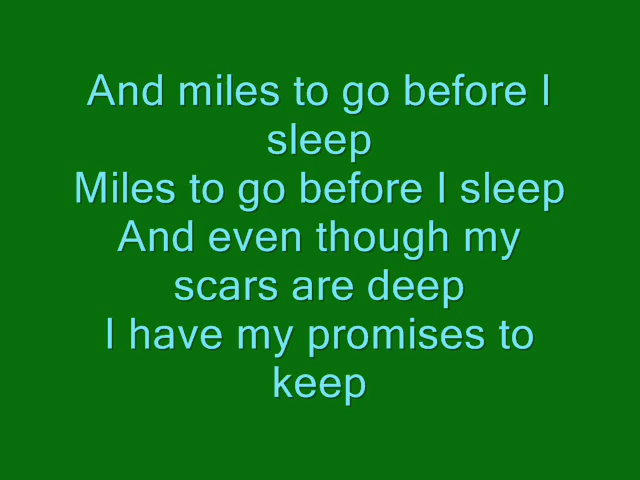 And miles to go before I
sleep
Miles to go before I sleep
And even though my
scars are deep
I have my promises to
keep